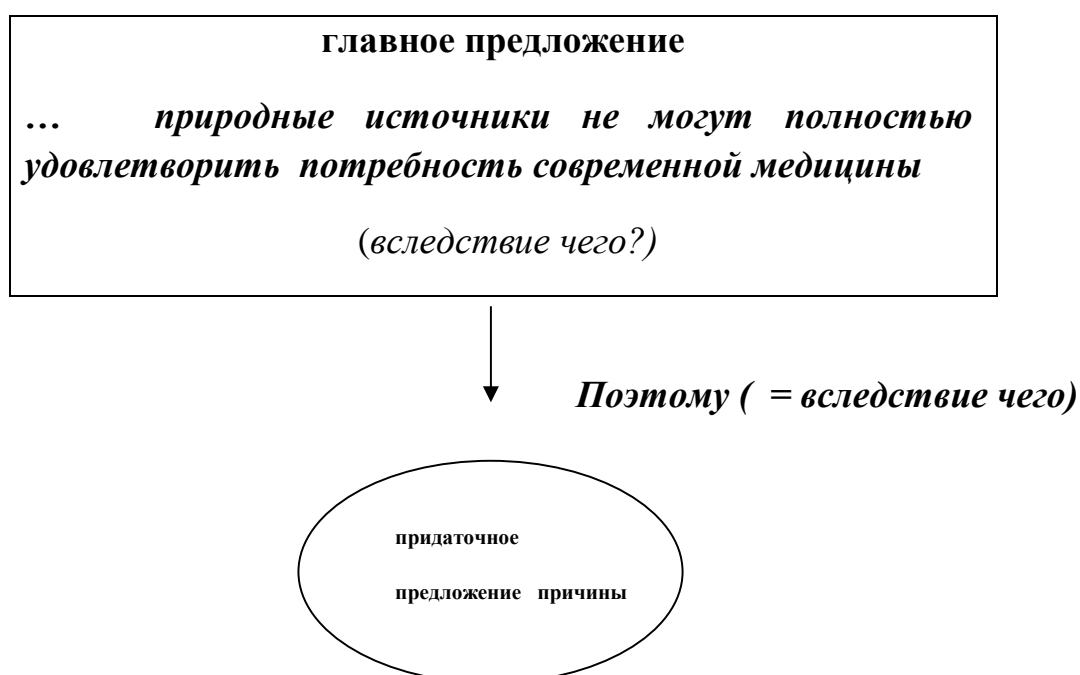 главное предложение
… природные источники не могут полностью
удовлетворить потребность современной медицины
(вследствие чего?)
Поэтому ( = вследствие чего)
придаточное
предложение причины